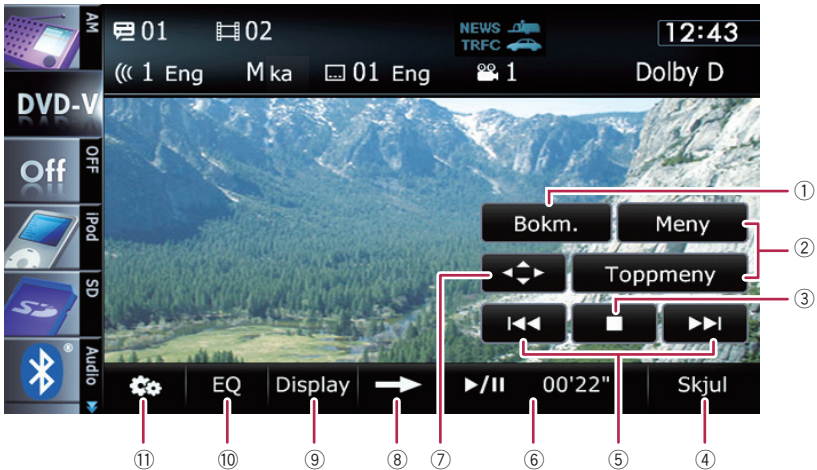 AM
01 02 NEWS 12:43
TRFC
1 Eng M ka 01 Eng 1 Dolby D
DVD-V
Off OFF
iPod
SD
Audio
Bokm. Meny
Toppmeny
EQ Display 00'22" Skjul
①
②
③
④
⑤
⑥
⑦
⑧
⑨
⑩
⑪